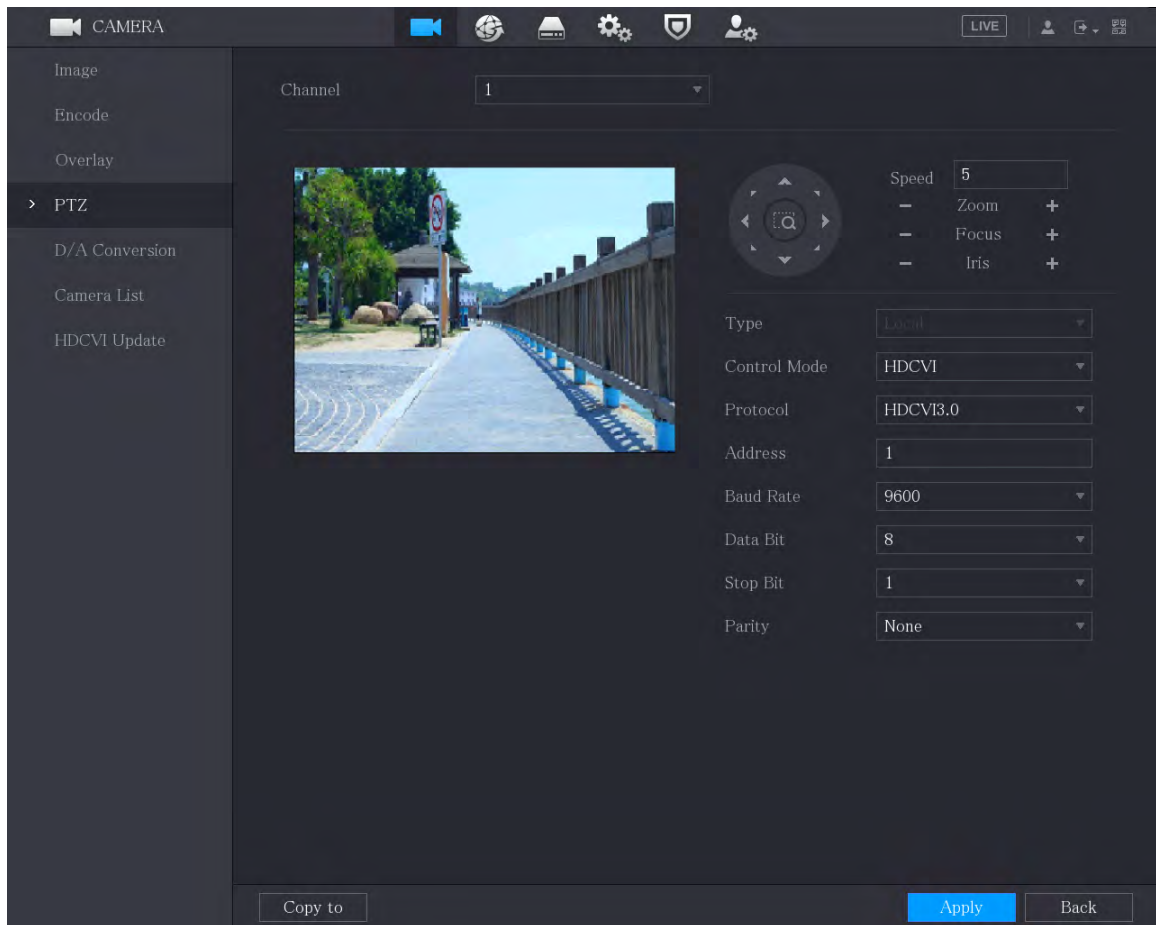 CAMERA
LIVE
Image
Encode
Overlay
PTZ
D/A Conversion
Camera List
HDCVI Update
Channel 1
Speed 5
Zoom
Focus
Iris
Type Local
Control Mode HDCVI
Protocol HDCVI3.0
Address 1
Baud Rate 9600
Data Bit 8
Stop Bit 1
Parity None
Copy to
Apply
Back